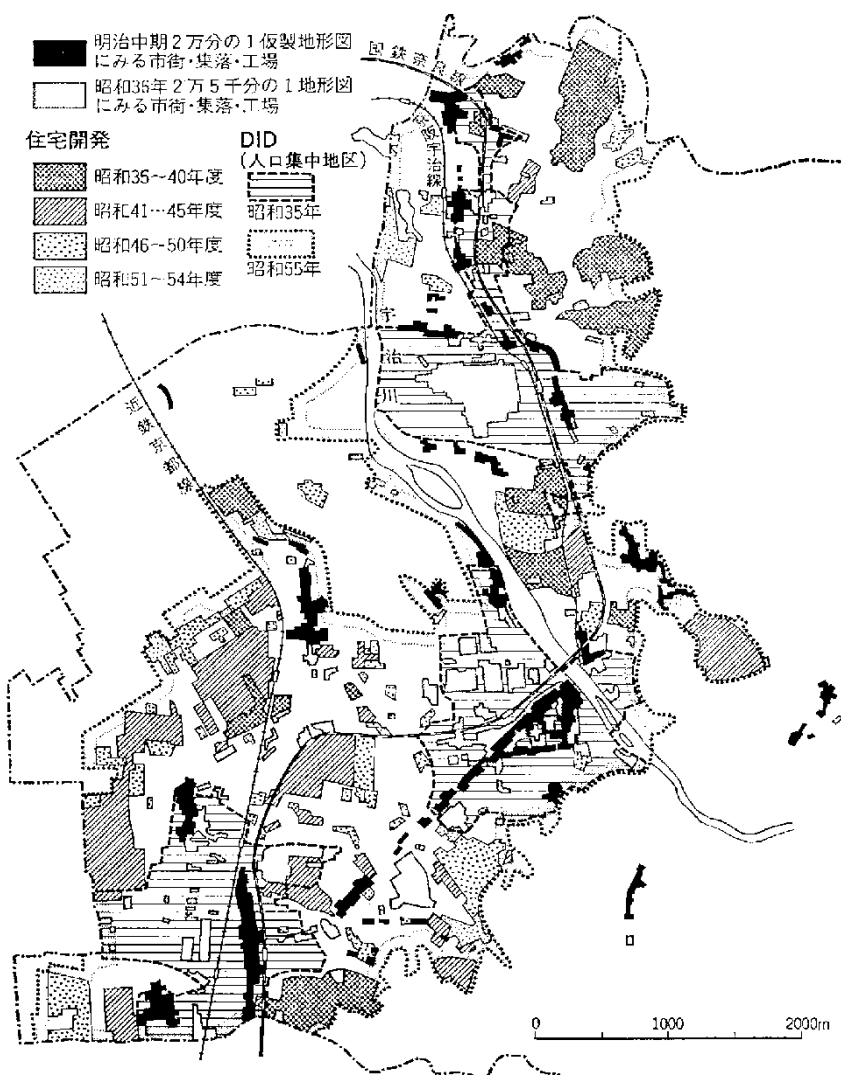 明治中期2万分の1仮製地形図
にみる市街・集落・工場
昭和36年2万5千分の1地形図
にみる市街・集落・工場
住宅開発
昭和35〜40年度
昭和41…45年度
昭和46〜50年度
昭和51〜54年度
DID
(人口集中地区)
昭和35年
昭和55年
国鉄奈良線
京阪宇治線
宇治川
近鉄京都線
0 1000 2000m